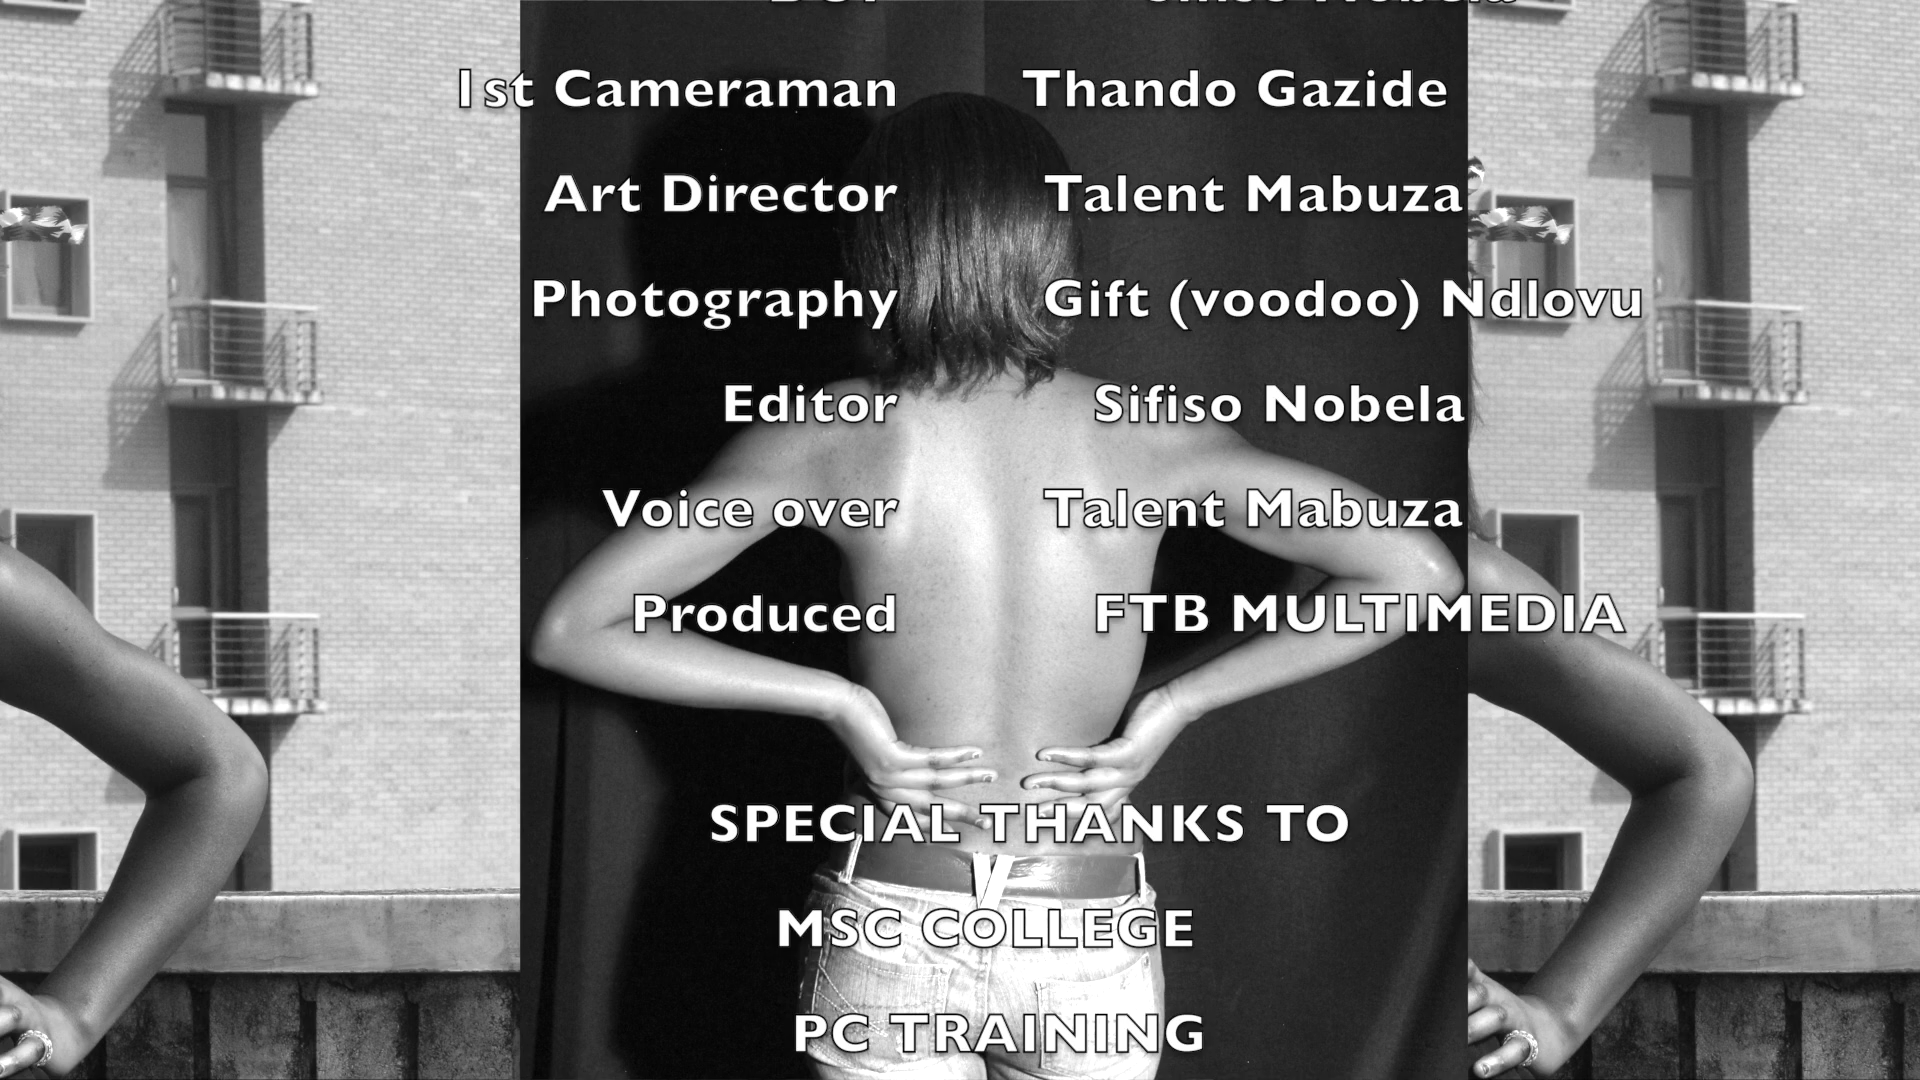 1st Cameraman Thando Gazide
Art Director Talent Mabuza
Photography Gift (voodoo) Ndlovu
Editor Sifiso Nobela
Voice over Talent Mabuza
Produced FTB MULTIMEDIA
SPECIAL THANKS TO
MSC COLLEGE
PC TRAINING